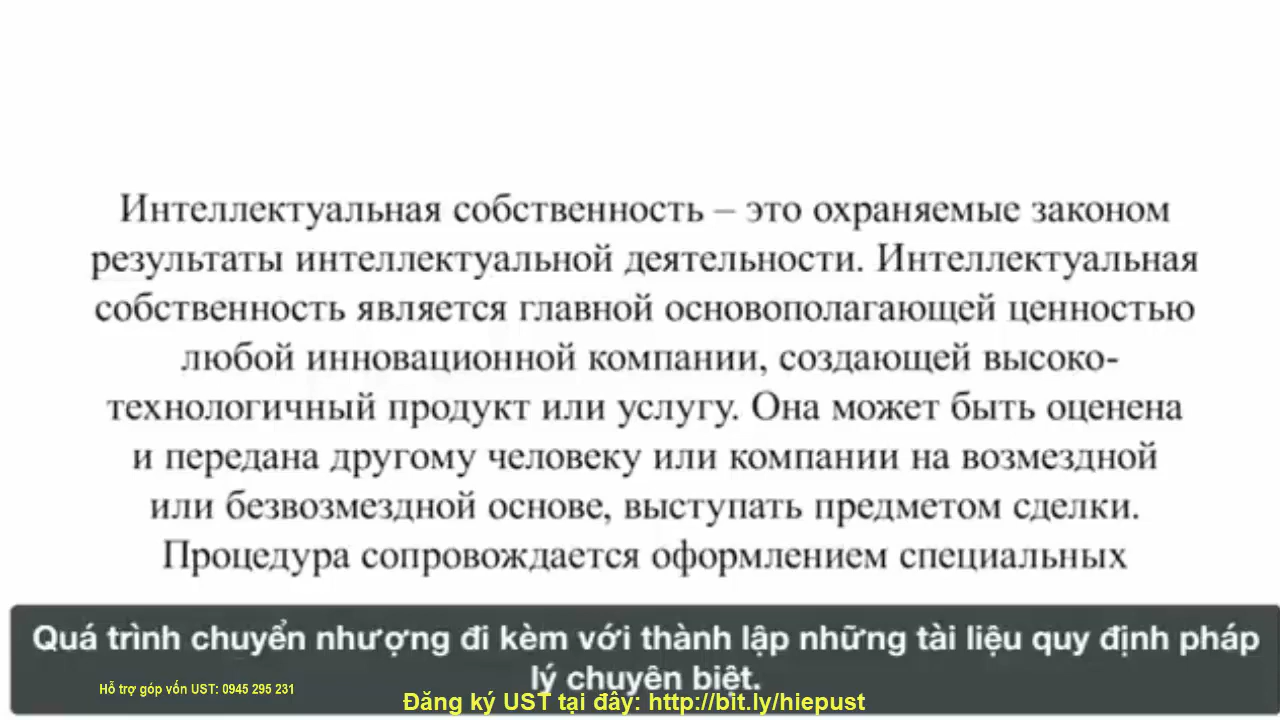 Интеллектуальная собственность – это охраняемые законом
результаты интеллектуальной деятельности. Интеллектуальная
собственность является главной основополагающей ценностью
любой инновационной компании, создающей высоко-
технологичный продукт или услугу. Она может быть оценена
и передана другому человеку или компании на возмездной
или безвозмездной основе, выступать предметом сделки.
Процедура сопровождается оформлением специальных
Quá trình chuyển nhượng đi kèm với thành lập những tài liệu quy định pháp
lý chuyên biệt.
Hỗ trợ góp vốn UST: 0945 295 231
Đăng ký UST tại đây: http://bit.ly/hiepust